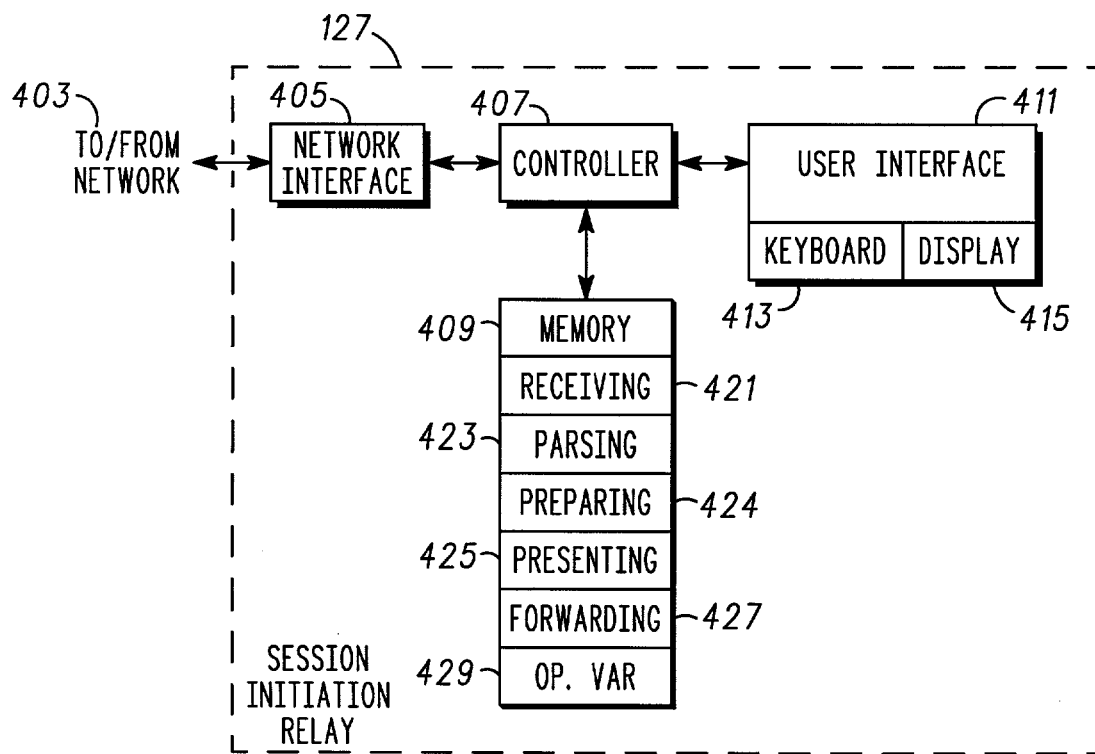 127
403
405
407
411
TO/FROM
NETWORK
NETWORK
INTERFACE
CONTROLLER
USER INTERFACE
KEYBOARD
DISPLAY
413
415
409
MEMORY
RECEIVING
421
423
PARSING
PREPARING
424
425
PRESENTING
FORWARDING
427
429
OP. VAR
SESSION
INITIATION
RELAY